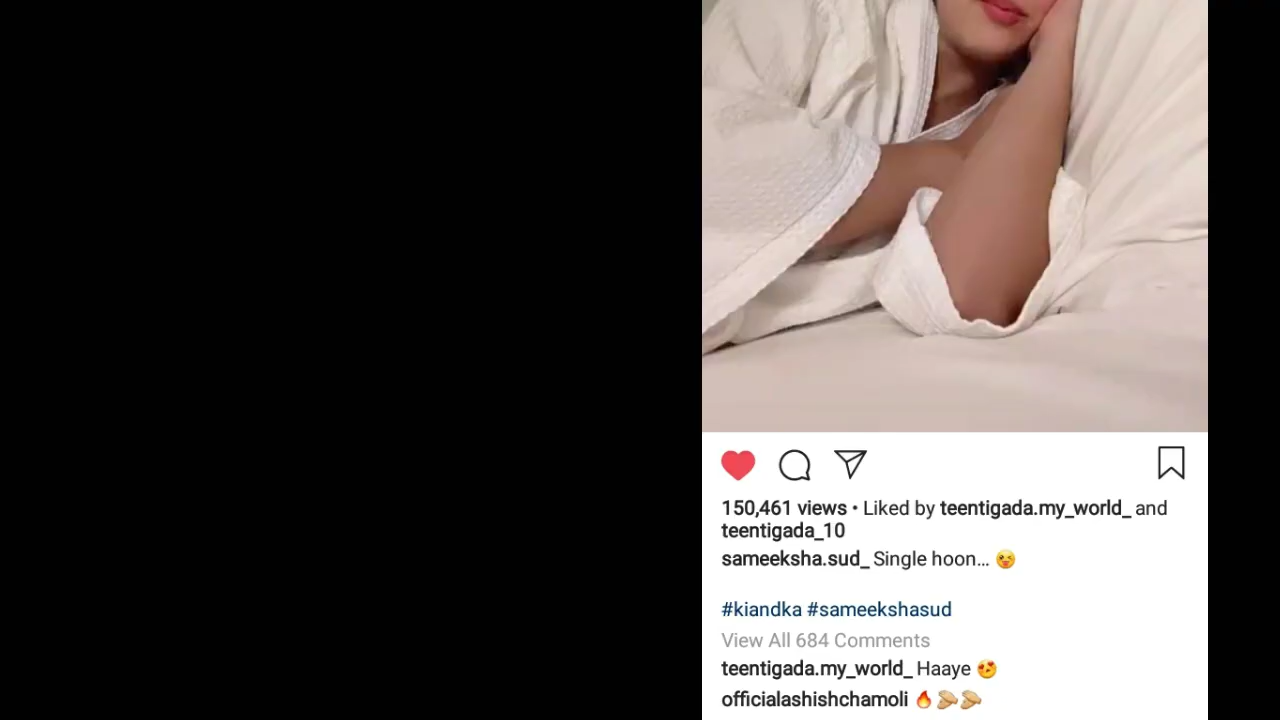 150,461 views • Liked by teentigada.my_world_ and
teentigada_10
sameeksha.sud_ Single hoon... 😝
#kiandka #sameekshasud
View All 684 Comments
teentigada.my_world_ Haaye 😍
officialashishchamoli 🔥🤛🤛